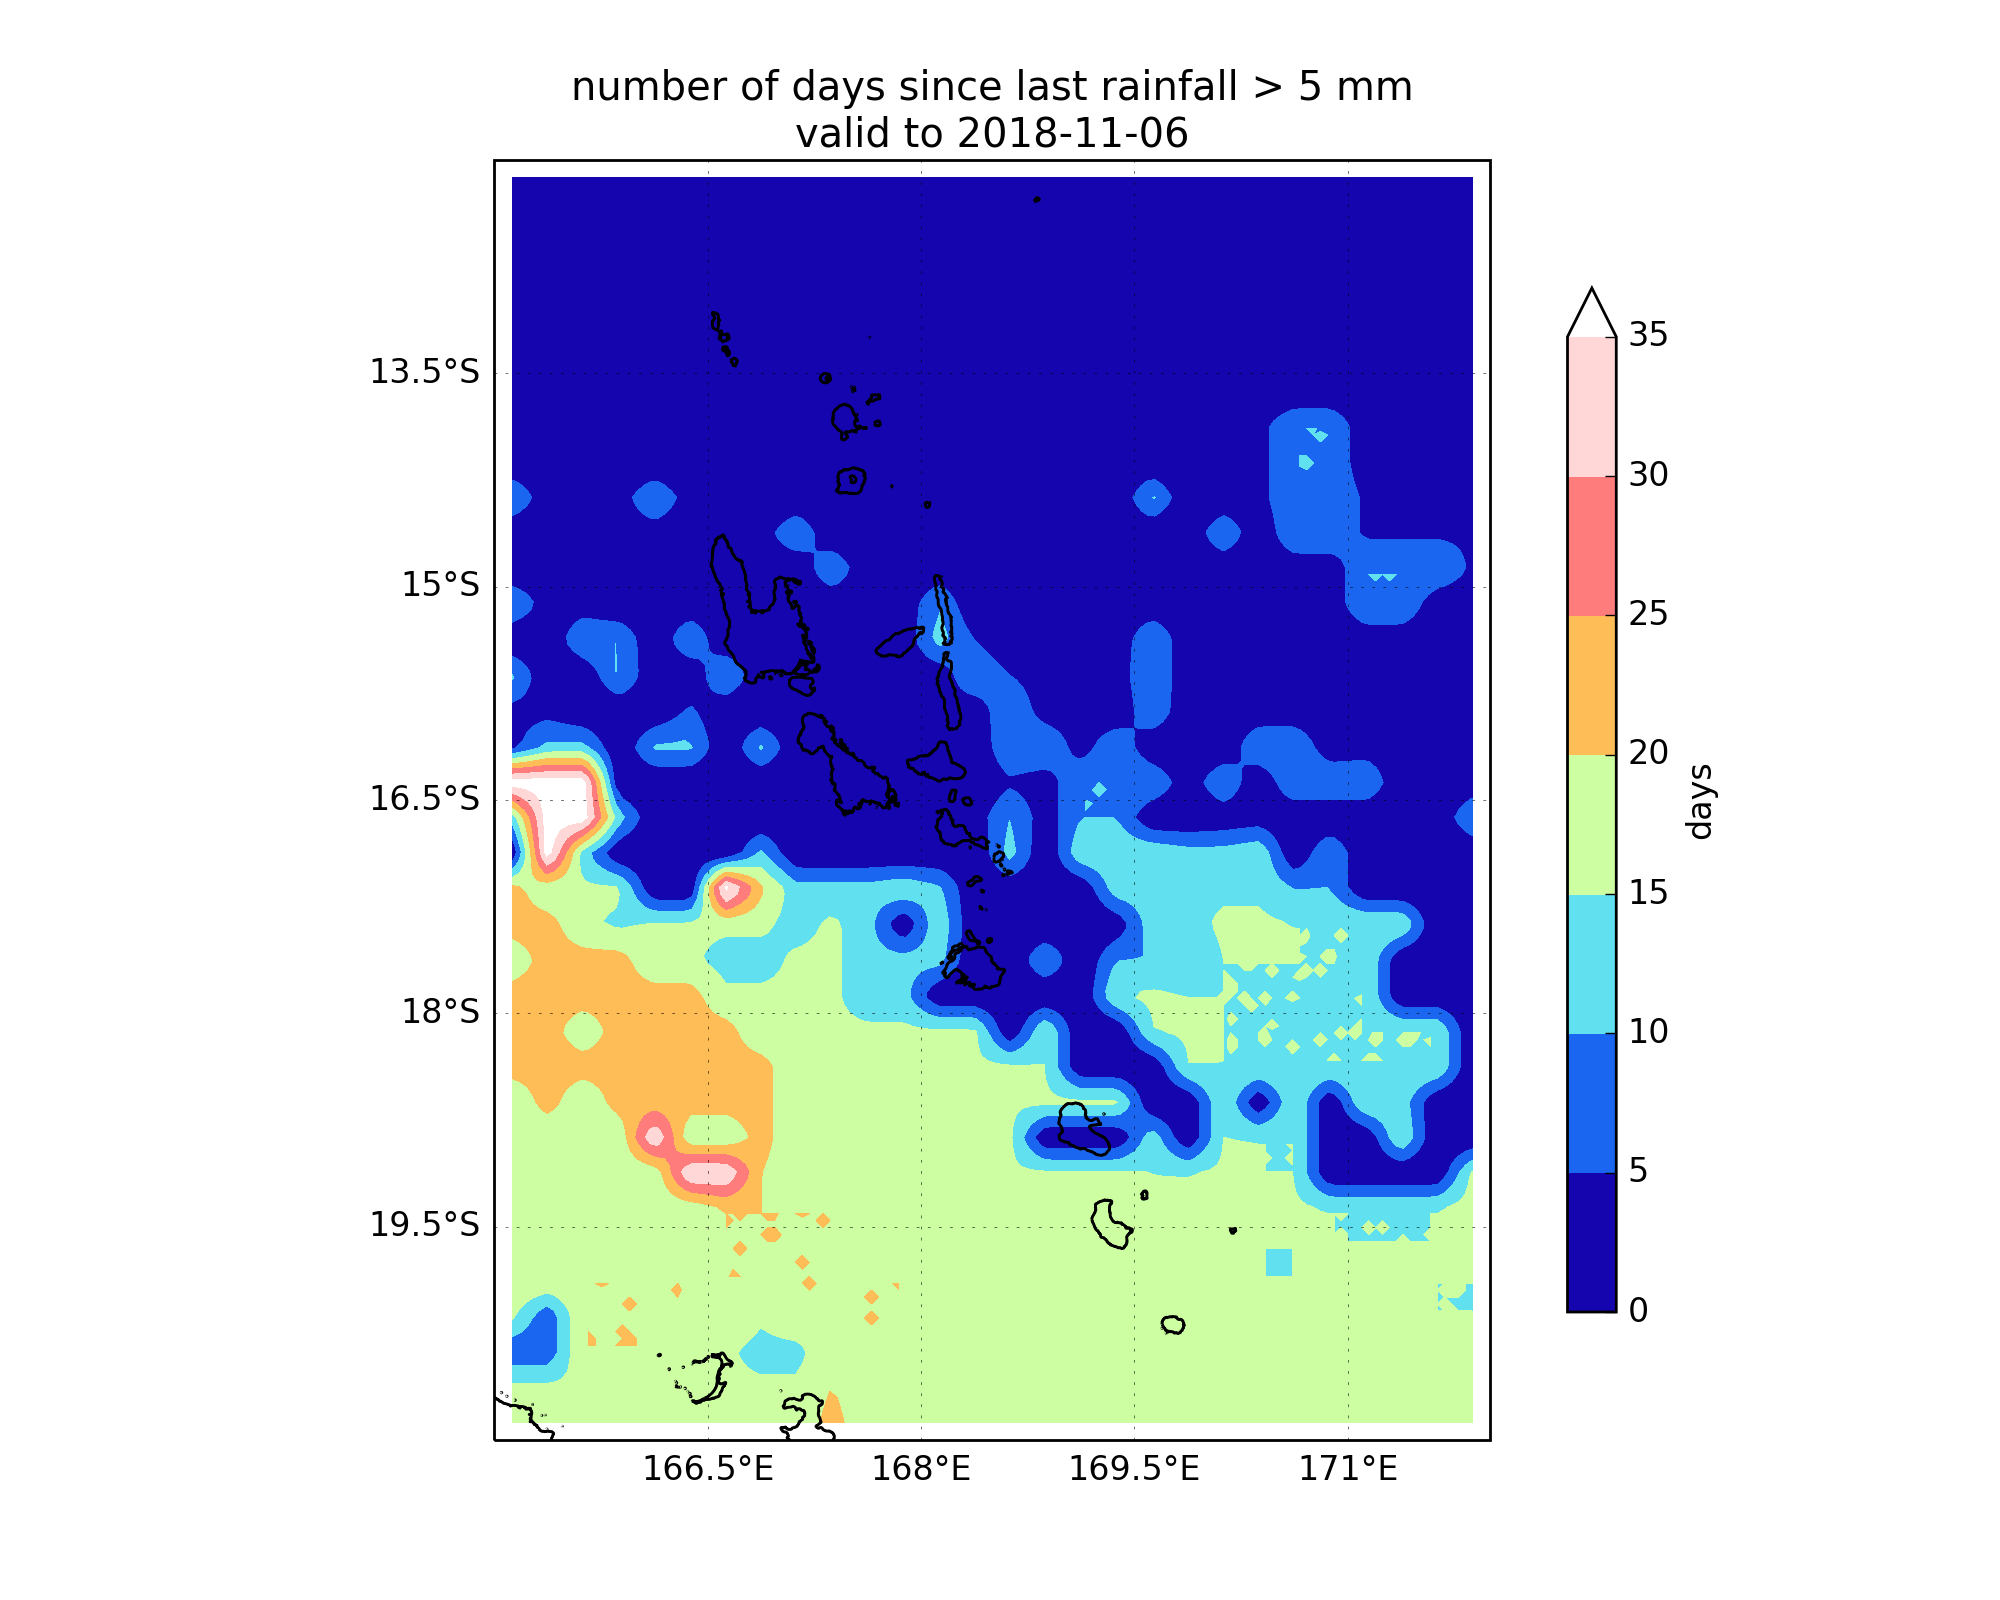 number of days since last rainfall > 5 mm
valid to 2018-11-06
13.5°S
15°S
16.5°S
18°S
19.5°S
166.5°E
168°E
169.5°E
171°E
35
30
25
20
15
10
5
0
days